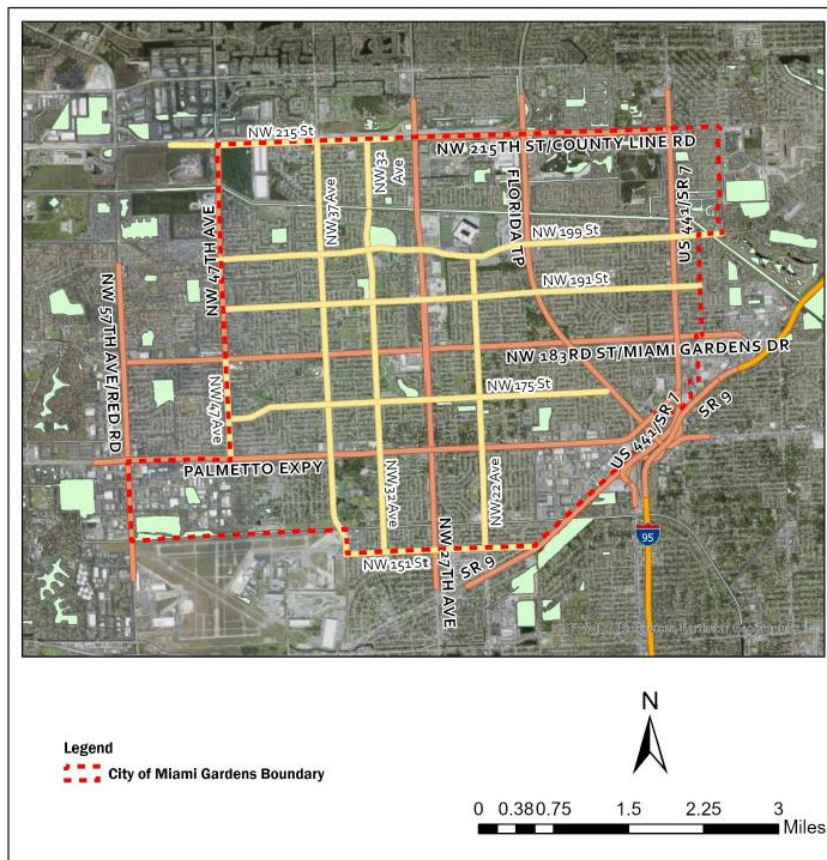 NW 215 St
NW 215TH ST/COUNTY LINE RD
NW 32
Ave
NW 37 Ave
FLORIDA TP
US 441/SR 7
NW 47TH AVE
NW 199 St
NW 191 St
NW 57TH AVE/RED RD
NW 183RD ST/MIAMI GARDENS DR
NW 175 St
NW 47 Ave
SR 9
US 441/SR 7
PALMETTO EXPY
NW 32 Ave
NW 22 Ave
NW 27TH AVE
95
NW 151 St
SR 9
N
Legend
City of Miami Gardens Boundary
0 0.38 0.75 1.5 2.25 3
Miles